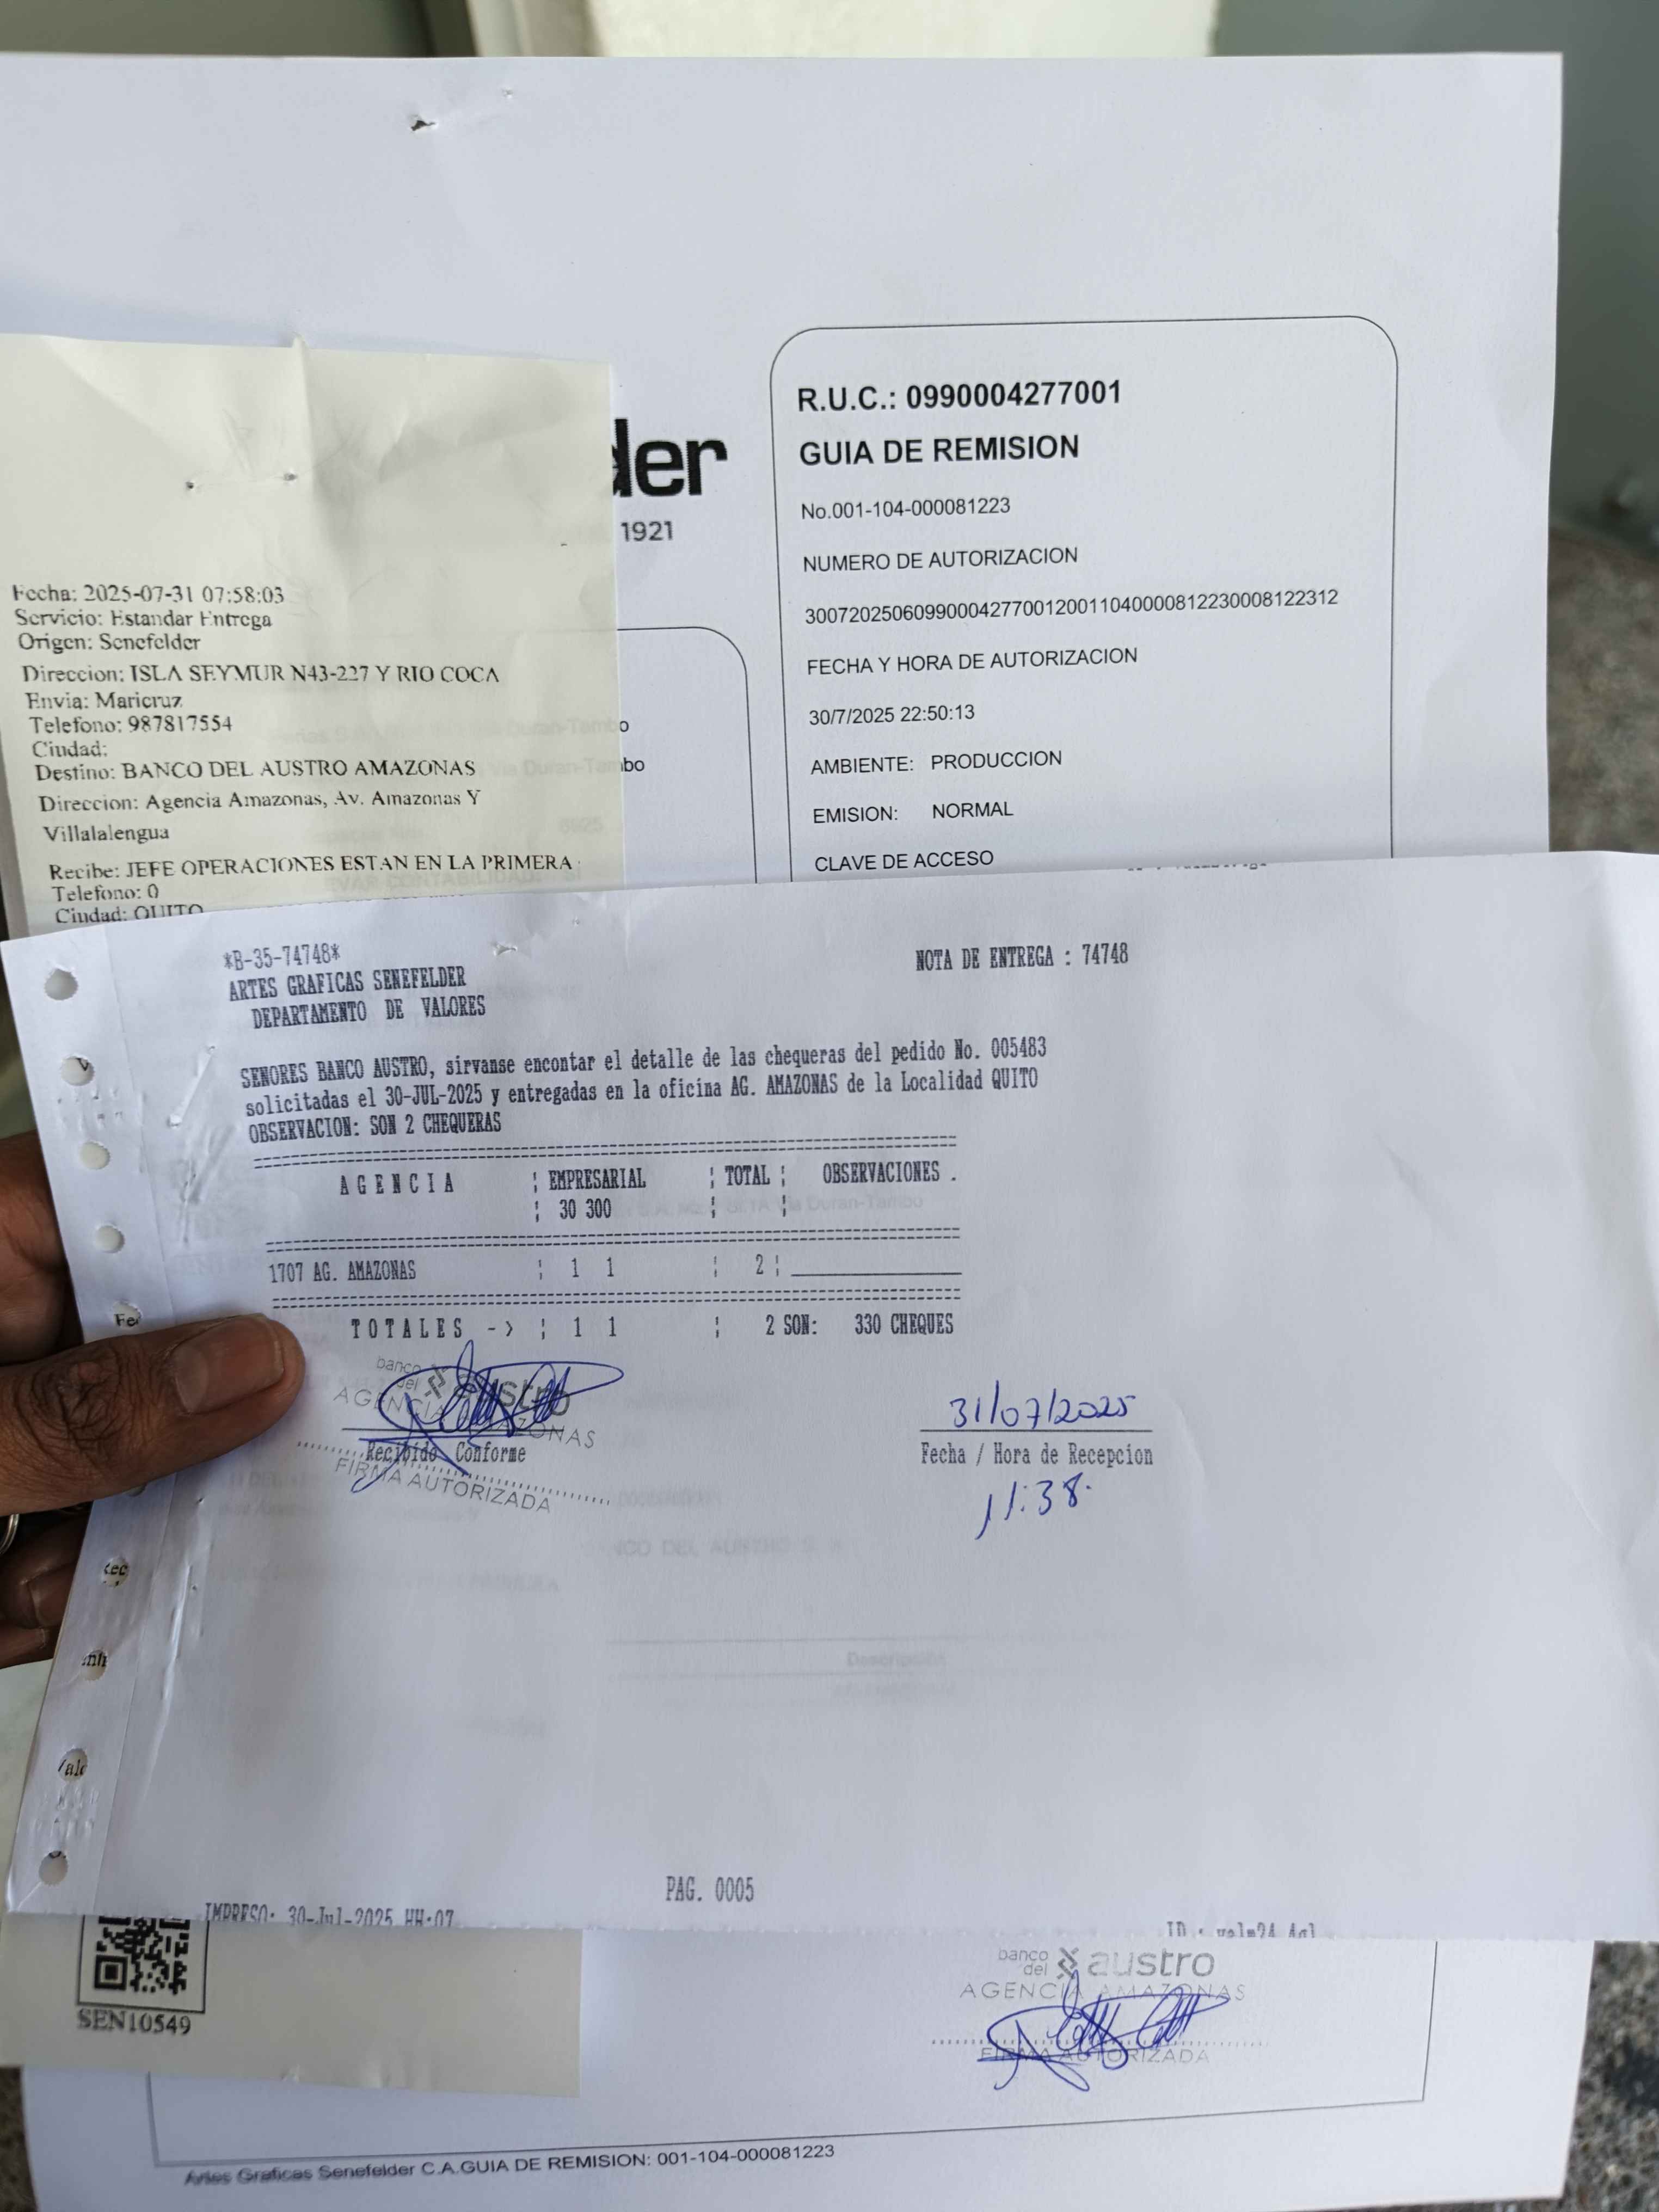 der
1921
R.U.C.: 0990004277001
GUIA DE REMISION
No.001-104-000081223
NUMERO DE AUTORIZACION
3007202506099000427700120011040000812230008122312
FECHA Y HORA DE AUTORIZACION
30/7/2025 22:50:13
AMBIENTE: PRODUCCION
EMISION: NORMAL
CLAVE DE ACCESO
Fecha: 2025-07-31 07:58:03
Servicio: Estandar Entrega
Origen: Senefelder
Direccion: ISLA SEYMUR N43-227 Y RIO COCA
Envia: Maricruz
Telefono: 987817554
Ciudad:
Destino: BANCO DEL AUSTRO AMAZONAS
Direccion: Agencia Amazonas, Av. Amazonas Y
Villalalengua
Recibe: JEFE OPERACIONES ESTAN EN LA PRIMERA
Telefono: 0
Ciudad: QUITO
*B-35-74748*
NOTA DE ENTREGA : 74748
ARTES GRAFICAS SENEFELDER
DEPARTAMENTO DE VALORES
SENORES BANCO AUSTRO, sirvanse encontar el detalle de las chequeras del pedido No. 005483
solicitadas el 30-JUL-2025 y entregadas en la oficina AG. AMAZONAS de la Localidad QUITO
OBSERVACION: SON 2 CHEQUERAS
AGENCIA ¦ EMPRESARIAL ¦ TOTAL ¦ OBSERVACIONES .
¦ 30 300 ¦ ¦
1707 AG. AMAZONAS ¦ 1 1 ¦ 2 ¦
TOTALES -> ¦ 1 1 ¦ 2 SON: 330 CHEQUES
banco del austro
AGENCIA AMAZONAS
Recibido Conforme
FIRMA AUTORIZADA
31/07/2025
Fecha / Hora de Recepcion
11:38.
PAG. 0005
IMPRESO: 30-Jul-2025 HH:07
SEN10549
banco del austro
AGENCIA AMAZONAS
FIRMA AUTORIZADA
Artes Graficas Senefelder C.A.GUIA DE REMISION: 001-104-000081223